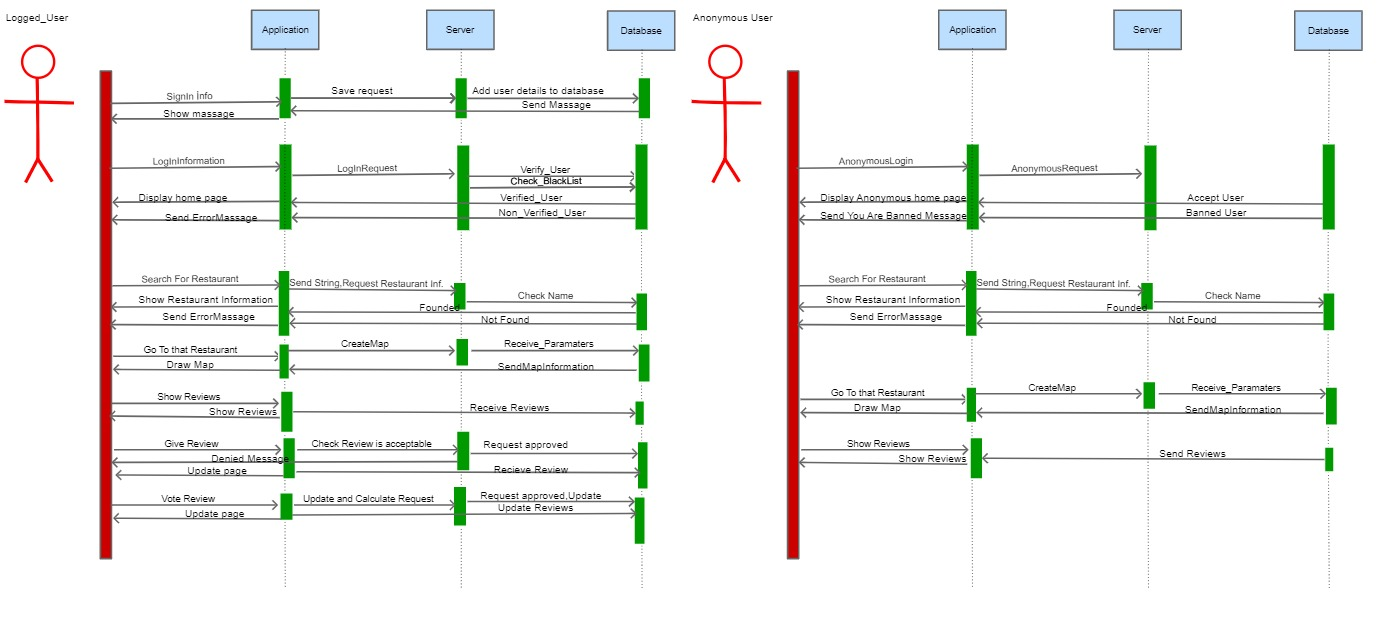 Logged_User
Application
Server
Database
SignIn İnfo
Save request
Add user details to database
Send Massage
Show massage
LogInInformation
LogInRequest
Verify_User
Check_BlackList
Display home page
Verified_User
Send ErrorMassage
Non_Verified_User
Search For Restaurant
Send String,Request Restaurant Inf.
Check Name
Show Restaurant Information
Founded
Send ErrorMassage
Not Found
Go To that Restaurant
CreateMap
Receive_Paramaters
Draw Map
SendMapInformation
Show Reviews
Show Reviews
Receive Reviews
Give Review
Check Review is acceptable
Request approved
Denied Message
Update page
Recieve Review
Vote Review
Update and Calculate Request
Request approved,Update
Update Reviews
Update page
Anonymous User
Application
Server
Database
AnonymousLogin
AnonymousRequest
Display Anonymous home page
Accept User
Send You Are Banned Message
Banned User
Search For Restaurant
Send String,Request Restaurant Inf.
Check Name
Show Restaurant Information
Founded
Send ErrorMassage
Not Found
Go To that Restaurant
CreateMap
Receive_Paramaters
Draw Map
SendMapInformation
Show Reviews
Show Reviews
Send Reviews